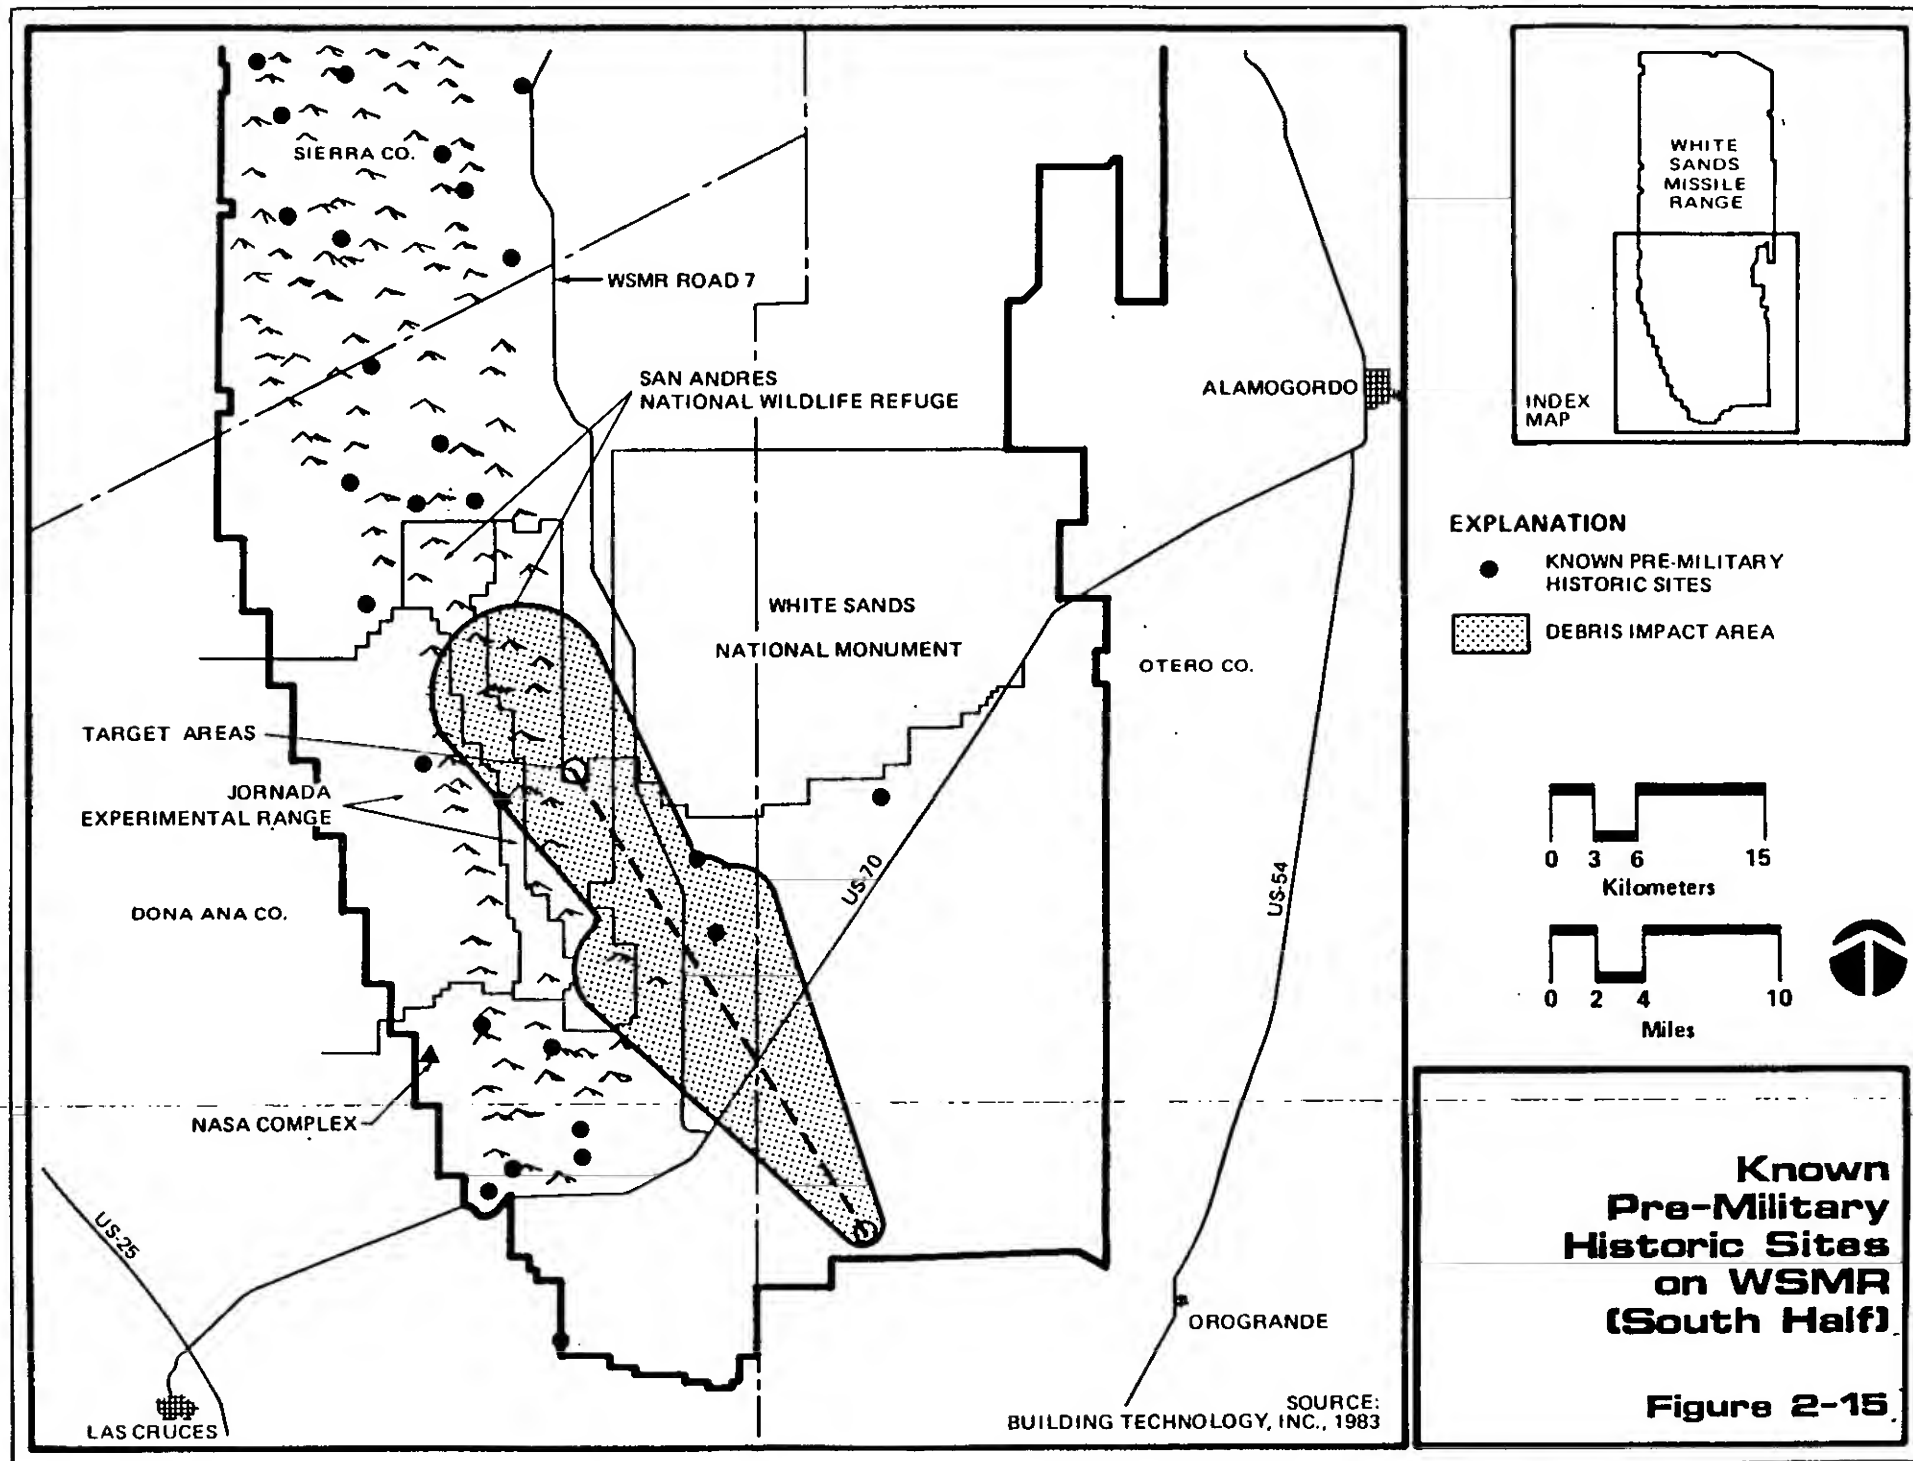 SIERRA CO.
WSMR ROAD 7
SAN ANDRES
NATIONAL WILDLIFE REFUGE
ALAMOGORDO
WHITE SANDS
NATIONAL MONUMENT
OTERO CO.
TARGET AREAS
JORNADA
EXPERIMENTAL RANGE
DONA ANA CO.
US-70
US-54
NASA COMPLEX
US-25
LAS CRUCES
OROGRANDE
SOURCE:
BUILDING TECHNOLOGY, INC., 1983
WHITE
SANDS
MISSILE
RANGE
INDEX
MAP
EXPLANATION
KNOWN PRE-MILITARY
HISTORIC SITES
DEBRIS IMPACT AREA
0 3 6 15
Kilometers
0 2 4 10
Miles
Known
Pre-Military
Historic Sites
on WSMR
(South Half)
Figure 2-15